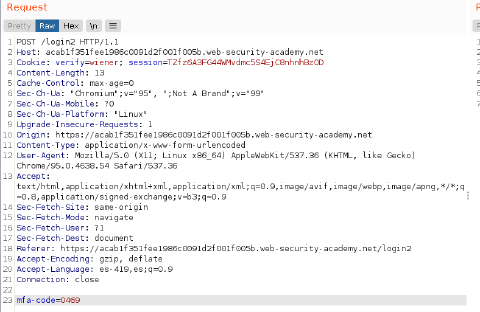 Request
Pretty Raw Hex \n
1 POST /login2 HTTP/1.1
2 Host: acab1f351fee1986c0091d2f001f005b.web-security-academy.net
3 Cookie: verify=wiener; session=TZfz6A3FG44WMvdmc5S4EjC8nhnhBzOD
4 Content-Length: 13
5 Cache-Control: max-age=0
6 Sec-Ch-Ua: "Chromium";v="95", ";Not A Brand";v="99"
7 Sec-Ch-Ua-Mobile: ?0
8 Sec-Ch-Ua-Platform: "Linux"
9 Upgrade-Insecure-Requests: 1
10 Origin: https://acab1f351fee1986c0091d2f001f005b.web-security-academy.net
11 Content-Type: application/x-www-form-urlencoded
12 User-Agent: Mozilla/5.0 (X11; Linux x86_64) AppleWebKit/537.36 (KHTML, like Gecko)
Chrome/95.0.4638.54 Safari/537.36
13 Accept:
text/html,application/xhtml+xml,application/xml;q=0.9,image/avif,image/webp,image/apng,*/*;q
=0.8,application/signed-exchange;v=b3;q=0.9
14 Sec-Fetch-Site: same-origin
15 Sec-Fetch-Mode: navigate
16 Sec-Fetch-User: ?1
17 Sec-Fetch-Dest: document
18 Referer: https://acab1f351fee1986c0091d2f001f005b.web-security-academy.net/login2
19 Accept-Encoding: gzip, deflate
20 Accept-Language: es-419,es;q=0.9
21 Connection: close
22
23 mfa-code=0469